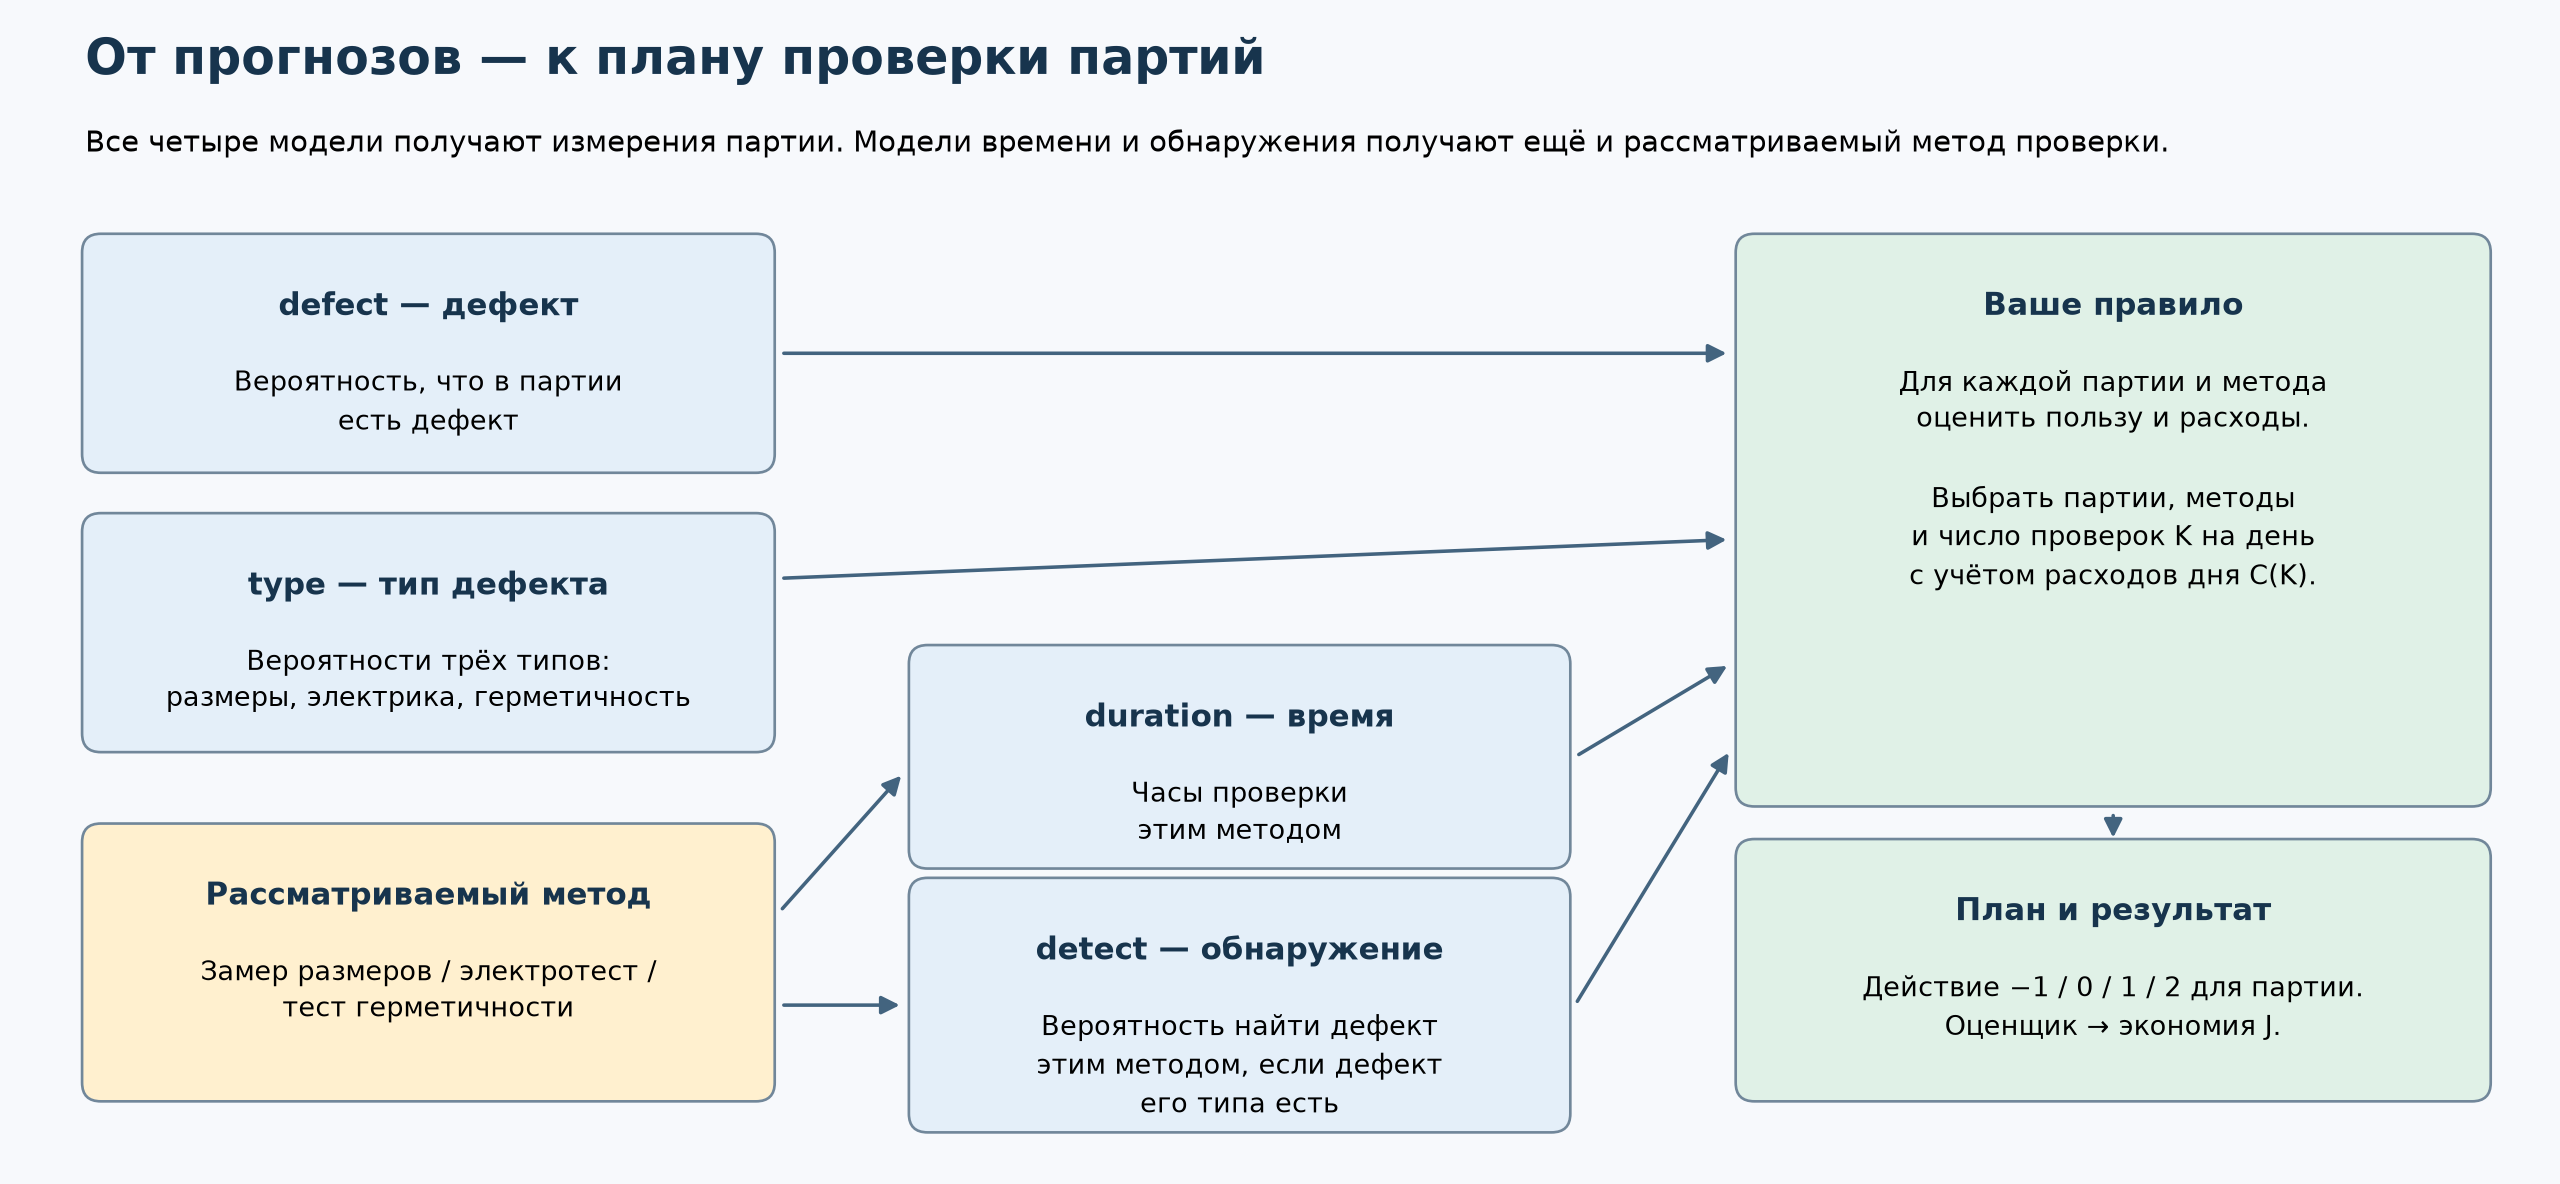 От прогнозов — к плану проверки партий
Все четыре модели получают измерения партии. Модели времени и обнаружения получают ещё и рассматриваемый метод проверки.
defect — дефект
Вероятность, что в партии
есть дефект
type — тип дефекта
Вероятности трёх типов:
размеры, электрика, герметичность
Рассматриваемый метод
Замер размеров / электротест /
тест герметичности
duration — время
Часы проверки
этим методом
detect — обнаружение
Вероятность найти дефект
этим методом, если дефект
его типа есть
Ваше правило
Для каждой партии и метода
оценить пользу и расходы.
Выбрать партии, методы
и число проверок K на день
с учётом расходов дня C(K).
План и результат
Действие −1 / 0 / 1 / 2 для партии.
Оценщик → экономия J.